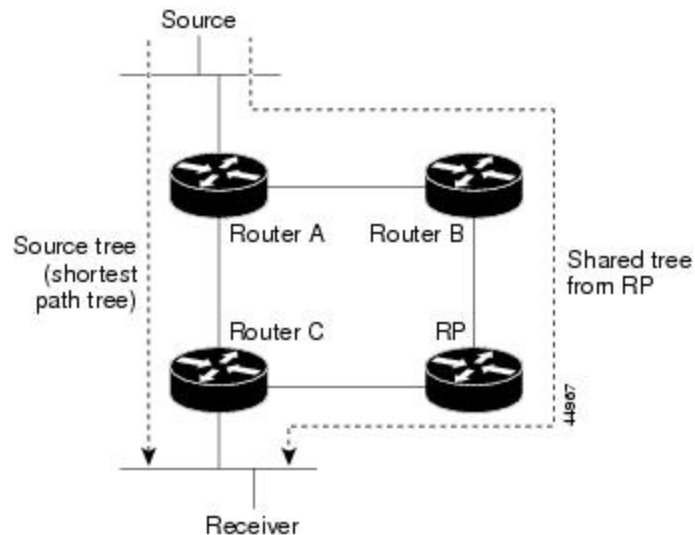 Source
Router A
Router B
Source tree
(shortest
path tree)
Shared tree
from RP
Router C
RP
44967
Receiver